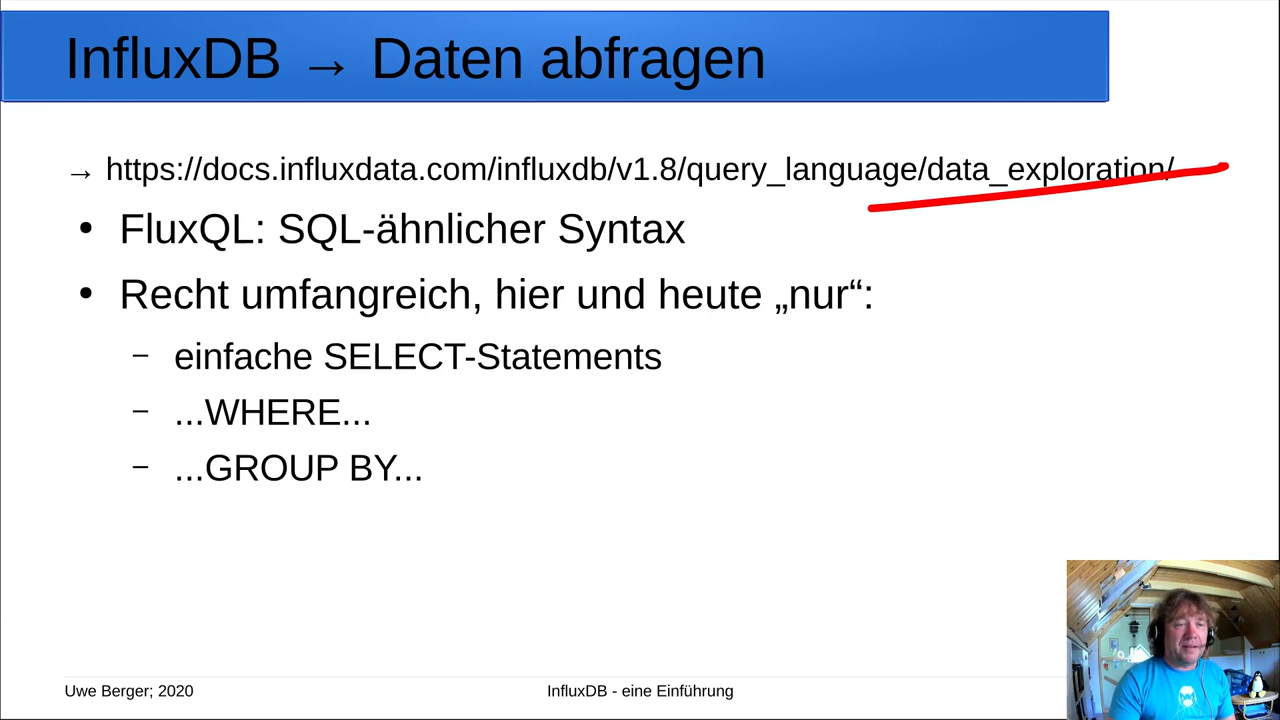 InfluxDB → Daten abfragen
→ https://docs.influxdata.com/influxdb/v1.8/query_language/data_exploration/
● FluxQL: SQL-ähnlicher Syntax
● Recht umfangreich, hier und heute „nur“:
– einfache SELECT-Statements
– ...WHERE...
– ...GROUP BY...
Uwe Berger; 2020
InfluxDB - eine Einführung